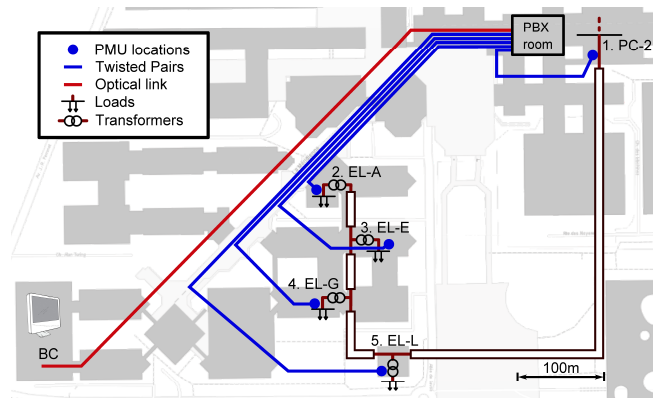 PBX
room
1. PC-2
PMU locations
Twisted Pairs
Optical link
Loads
Transformers
2. EL-A
3. EL-E
4. EL-G
5. EL-L
BC
100m